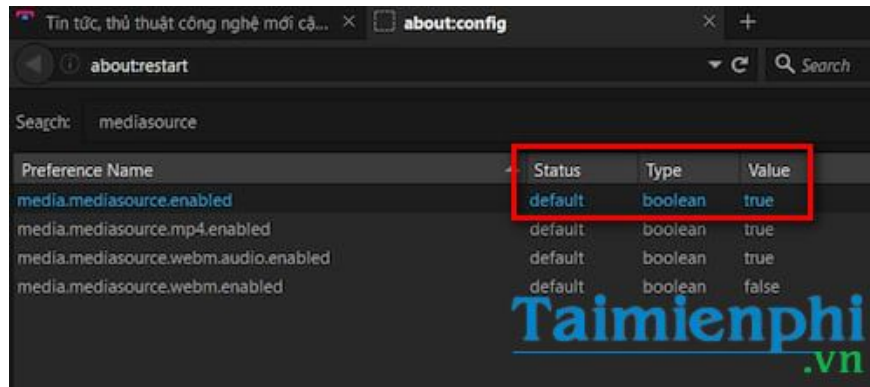 Tin tức, thủ thuật công nghệ mới cậ... × about:config × +
about:restart Search
Search: mediasource
Preference Name Status Type Value
media.mediasource.enabled default boolean true
media.mediasource.mp4.enabled default boolean true
media.mediasource.webm.audio.enabled default boolean true
media.mediasource.webm.enabled default boolean false
Taimienphi
.vn